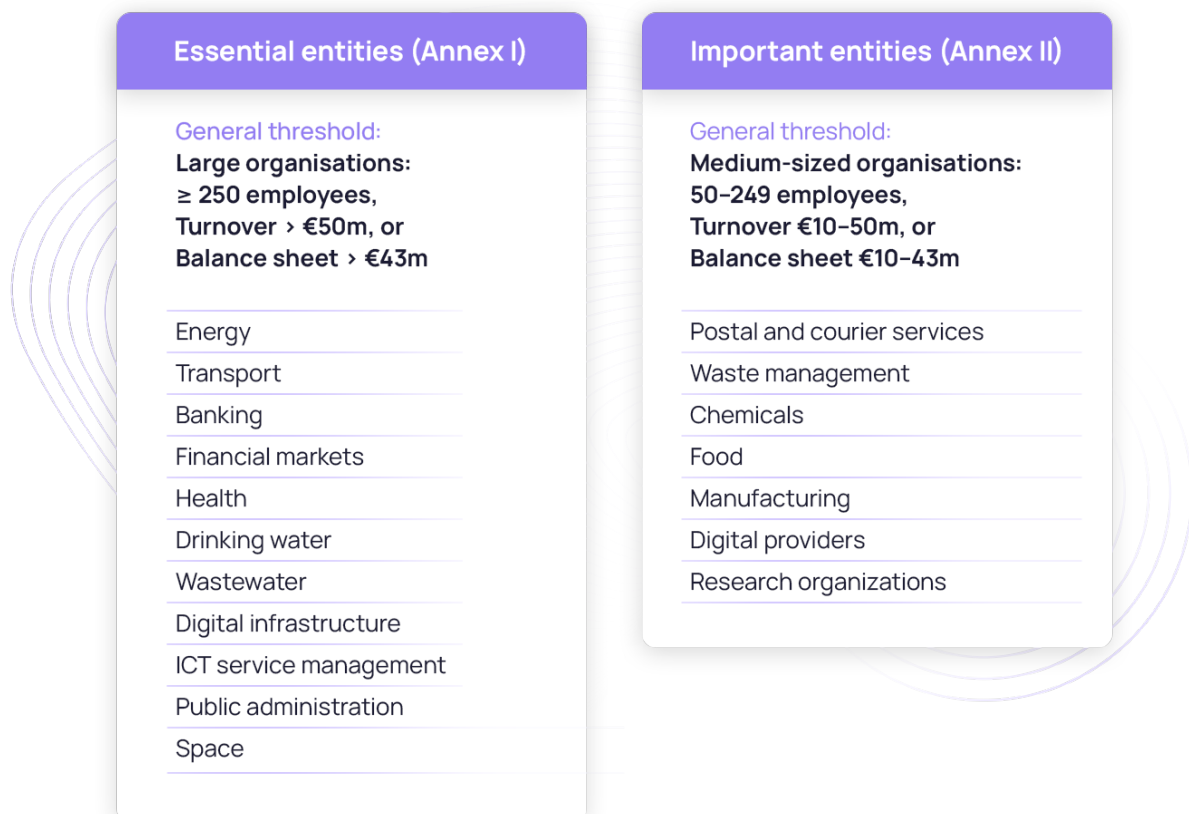 Essential entities (Annex I)
General threshold:
Large organisations:
≥ 250 employees,
Turnover > €50m, or
Balance sheet > €43m
Energy
Transport
Banking
Financial markets
Health
Drinking water
Wastewater
Digital infrastructure
ICT service management
Public administration
Space
Important entities (Annex II)
General threshold:
Medium-sized organisations:
50–249 employees,
Turnover €10–50m, or
Balance sheet €10–43m
Postal and courier services
Waste management
Chemicals
Food
Manufacturing
Digital providers
Research organizations